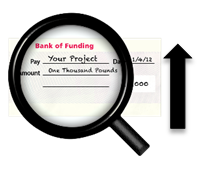 Bank of Funding
Pay Your Project Da 1/4/12
Amount One Thousand Pounds
000